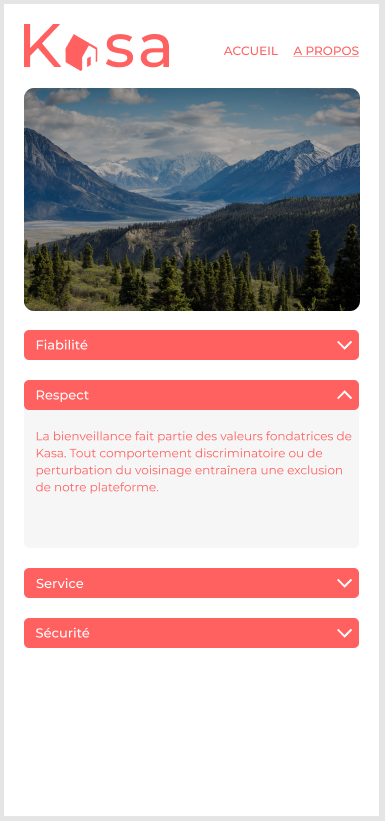 Kasa
ACCUEIL A PROPOS
Fiabilité
Respect
La bienveillance fait partie des valeurs fondatrices de
Kasa. Tout comportement discriminatoire ou de
perturbation du voisinage entraînera une exclusion
de notre plateforme.
Service
Sécurité